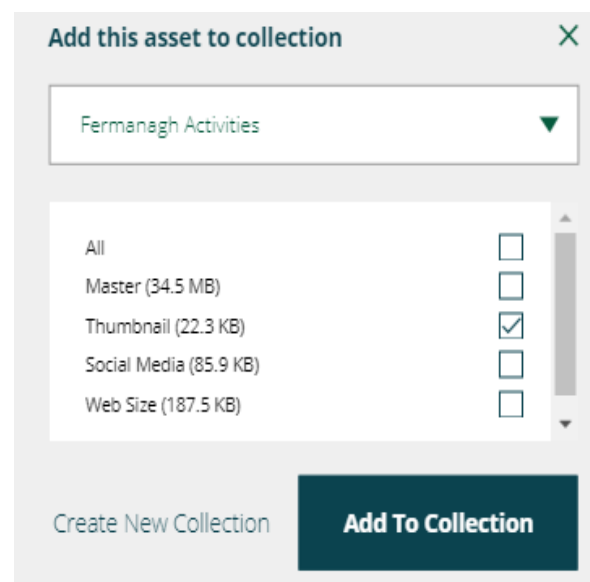 Add this asset to collection
Fermanagh Activities
All
Master (34.5 MB)
Thumbnail (22.3 KB)
Social Media (85.9 KB)
Web Size (187.5 KB)
Create New Collection
Add To Collection